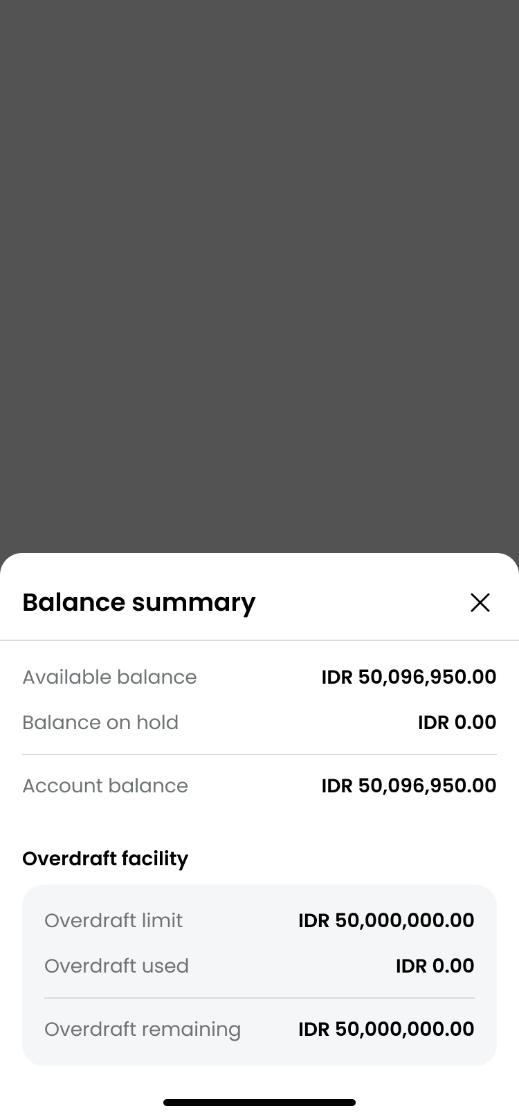 Balance summary
Available balance IDR 50,096,950.00
Balance on hold IDR 0.00
Account balance IDR 50,096,950.00
Overdraft facility
Overdraft limit IDR 50,000,000.00
Overdraft used IDR 0.00
Overdraft remaining IDR 50,000,000.00